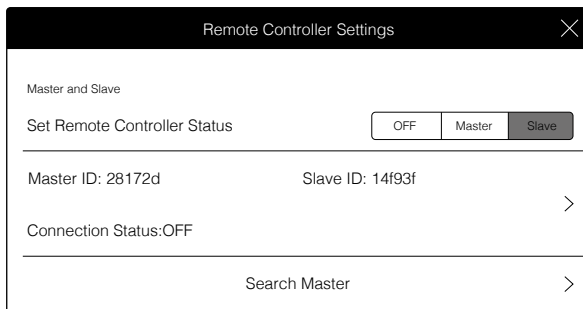 Remote Controller Settings
Master and Slave
Set Remote Controller Status OFF Master Slave
Master ID: 28172d Slave ID: 14f93f
Connection Status:OFF
Search Master